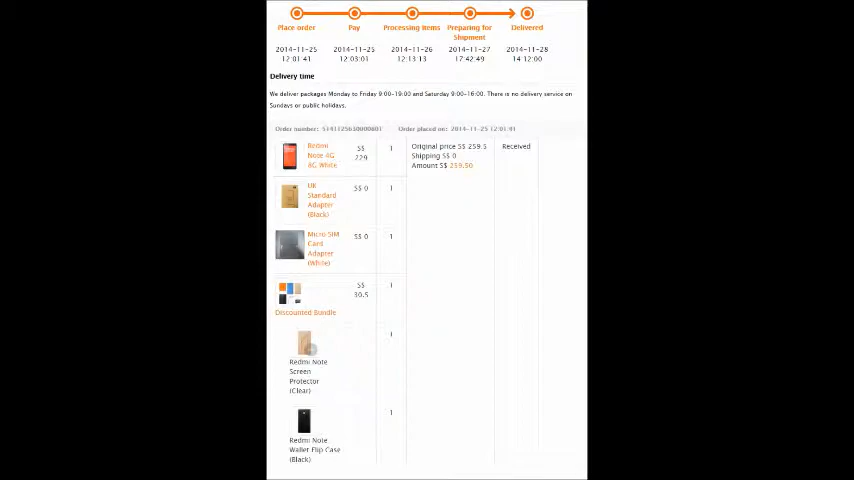 Place order
Pay
Processing items
Preparing for
Shipment
Delivered
2014-11-25
12:01:41
2014-11-25
12:03:01
2014-11-26
12:13:13
2014-11-27
17:42:49
2014-11-28
14:12:00
Delivery time
We deliver packages Monday to Friday 9:00-19:00 and Saturday 9:00-16:00. There is no delivery service on
Sundays or public holidays.
Order number:
Order placed on: 2014-11-25 12:01:41
Redmi
Note 4G
8G White
S$
229
1
Original price S$ 259.5
Shipping S$ 0
Amount S$ 259.50
Received
UK
Standard
Adapter
(Black)
S$ 0
1
Micro SIM
Card
Adapter
(White)
S$ 0
1
Discounted Bundle
S$
30.5
1
Redmi Note
Screen
Protector
(Clear)
1
Redmi Note
Wallet Flip Case
(Black)
1